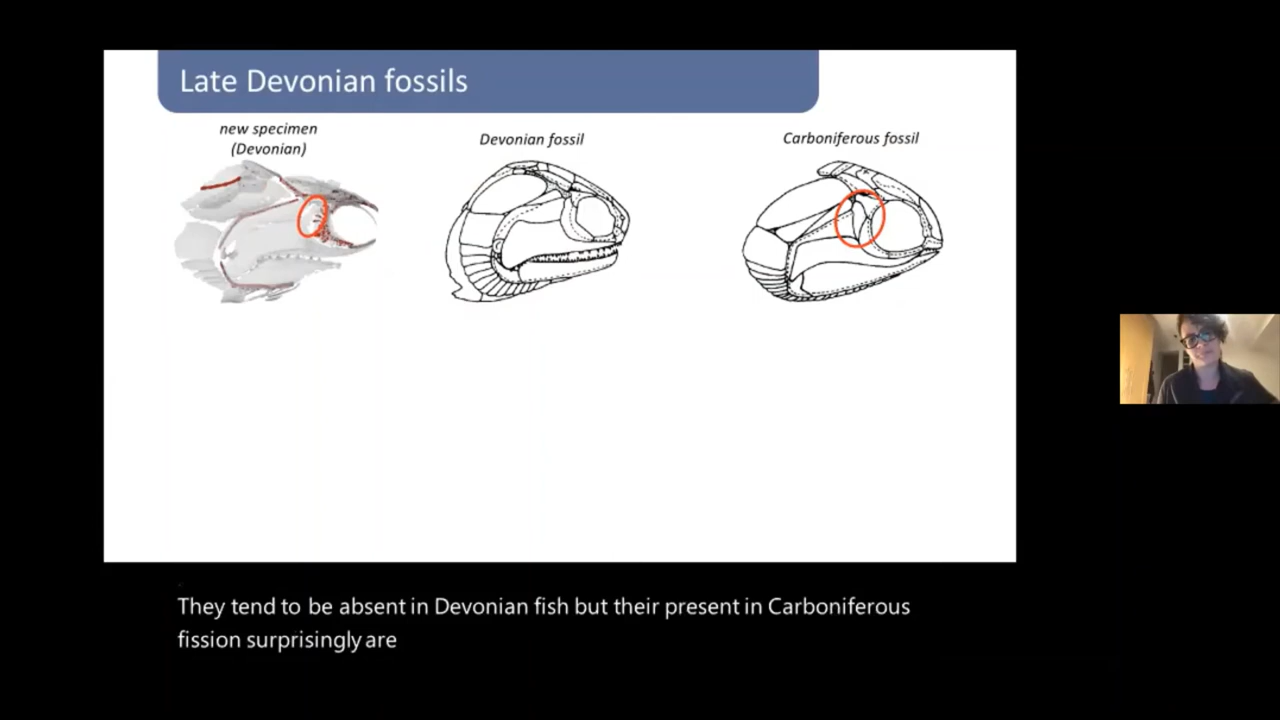 Late Devonian fossils
new specimen
(Devonian)
Devonian fossil
Carboniferous fossil
They tend to be absent in Devonian fish but their present in Carboniferous
fission surprisingly are